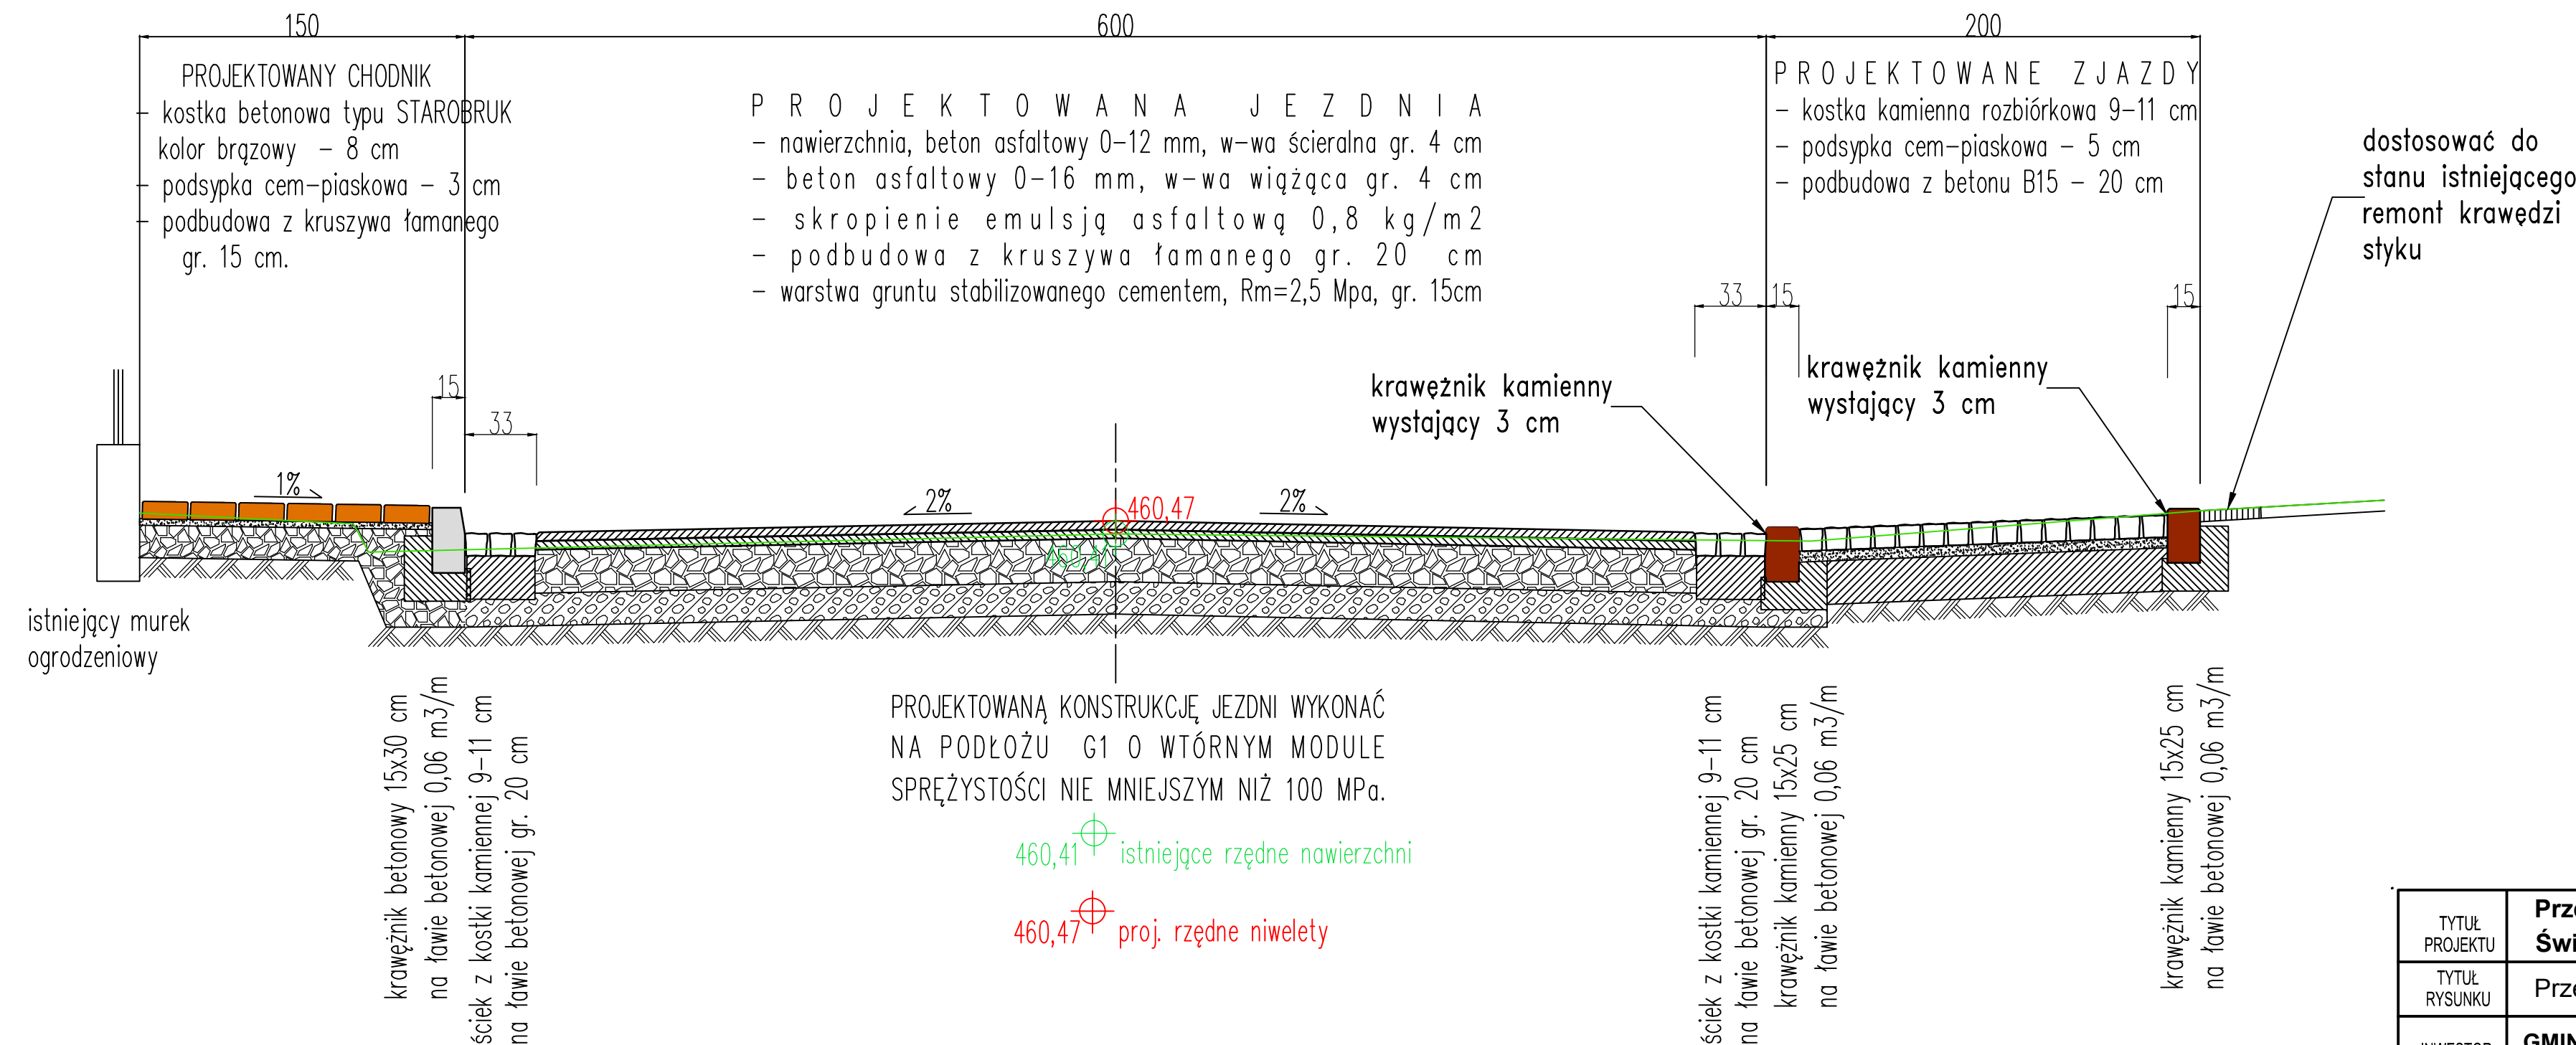 150
600
200
PROJEKTOWANY CHODNIK
- kostka betonowa typu STAROBRUK
kolor brązowy - 8 cm
- podsypka cem-piaskowa - 3 cm
- podbudowa z kruszywa łamanego
gr. 15 cm.
PROJEKTOWANA JEZDNIA
- nawierzchnia, beton asfaltowy 0-12 mm, w-wa ścieralna gr. 4 cm
- beton asfaltowy 0-16 mm, w-wa wiążąca gr. 4 cm
- skropienie emulsją asfaltową 0,8 kg/m2
- podbudowa z kruszywa łamanego gr. 20 cm
- warstwa gruntu stabilizowanego cementem, Rm=2,5 Mpa, gr. 15cm
PROJEKTOWANE ZJAZDY
- kostka kamienna rozbiórkowa 9-11 cm
- podsypka cem-piaskowa - 5 cm
- podbudowa z betonu B15 - 20 cm
dostosować do
stanu istniejącego
remont krawędzi
styku
33
15
15
15
33
krawężnik kamienny
wystający 3 cm
krawężnik kamienny
wystający 3 cm
1%
2%
460,47
2%
460,41
istniejący murek
ogrodzeniowy
krawężnik betonowy 15x30 cm
na ławie betonowej 0,06 m3/m
ściek z kostki kamiennej 9-11 cm
na ławie betonowej gr. 20 cm
PROJEKTOWANĄ KONSTRUKCJĘ JEZDNI WYKONAĆ
NA PODŁOŻU G1 O WTÓRNYM MODULE
SPRĘŻYSTOŚCI NIE MNIEJSZYM NIŻ 100 MPa.
460,41 istniejące rzędne nawierzchni
460,47 proj. rzędne niwelety
ściek z kostki kamiennej 9-11 cm
na ławie betonowej gr. 20 cm
krawężnik kamienny 15x25 cm
na ławie betonowej 0,06 m3/m
krawężnik kamienny 15x25 cm
na ławie betonowej 0,06 m3/m
TYTUŁ
PROJEKTU
TYTUŁ
RYSUNKU